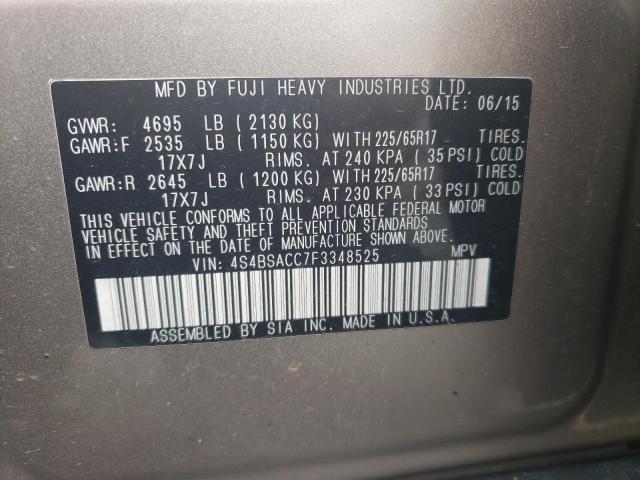 MFD BY FUJI HEAVY INDUSTRIES LTD.
DATE: 06/15
GVWR: 4695 LB ( 2130 KG)
GAWR:F 2535 LB ( 1150 KG) WITH 225/65R17 TIRES.
17X7J RIMS. AT 240 KPA ( 35 PSI) COLD
GAWR:R 2645 LB ( 1200 KG) WITH 225/65R17 TIRES.
17X7J RIMS. AT 230 KPA ( 33 PSI) COLD
THIS VEHICLE CONFORMS TO ALL APPLICABLE FEDERAL MOTOR
VEHICLE SAFETY AND THEFT PREVENTION STANDARDS
IN EFFECT ON THE DATE OF MANUFACTURE SHOWN ABOVE.
VIN: 4S4BSACC7F3348525 MPV
ASSEMBLED BY SIA INC. MADE IN U.S.A.